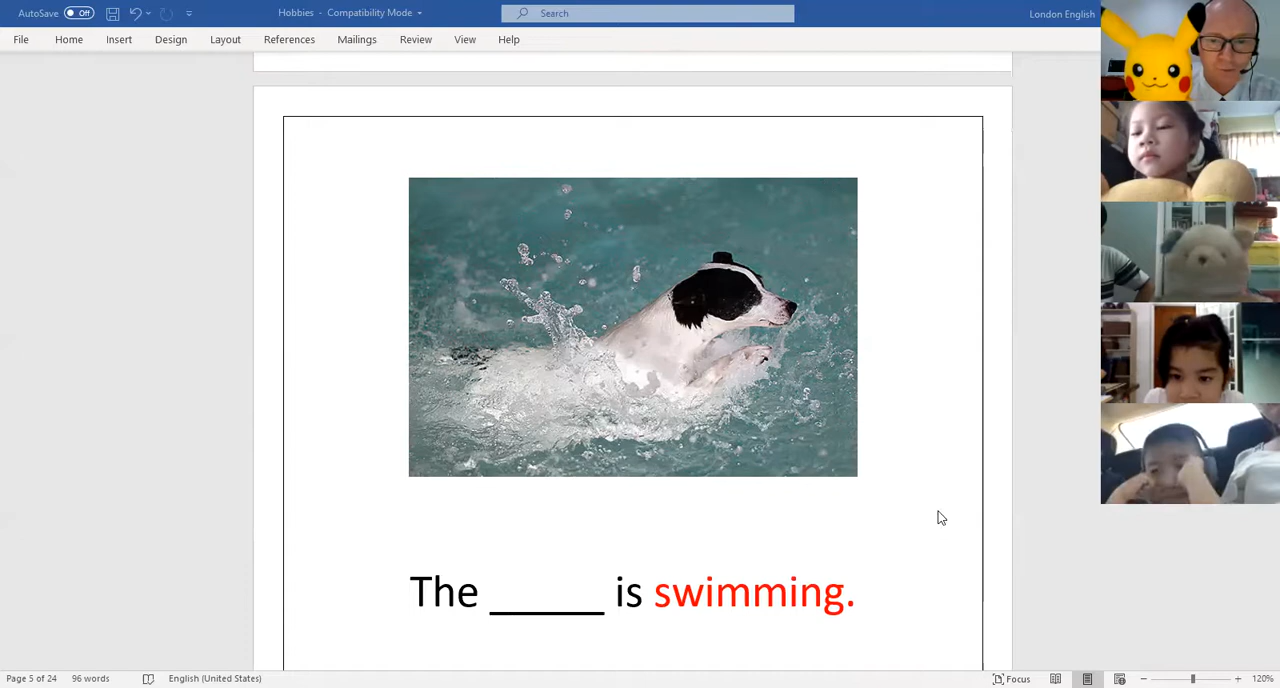 AutoSave Off Hobbies - Compatibility Mode Search London English
File Home Insert Design Layout References Mailings Review View Help
The ______ is swimming.
Page 5 of 24 96 words English (United States) Focus 120%